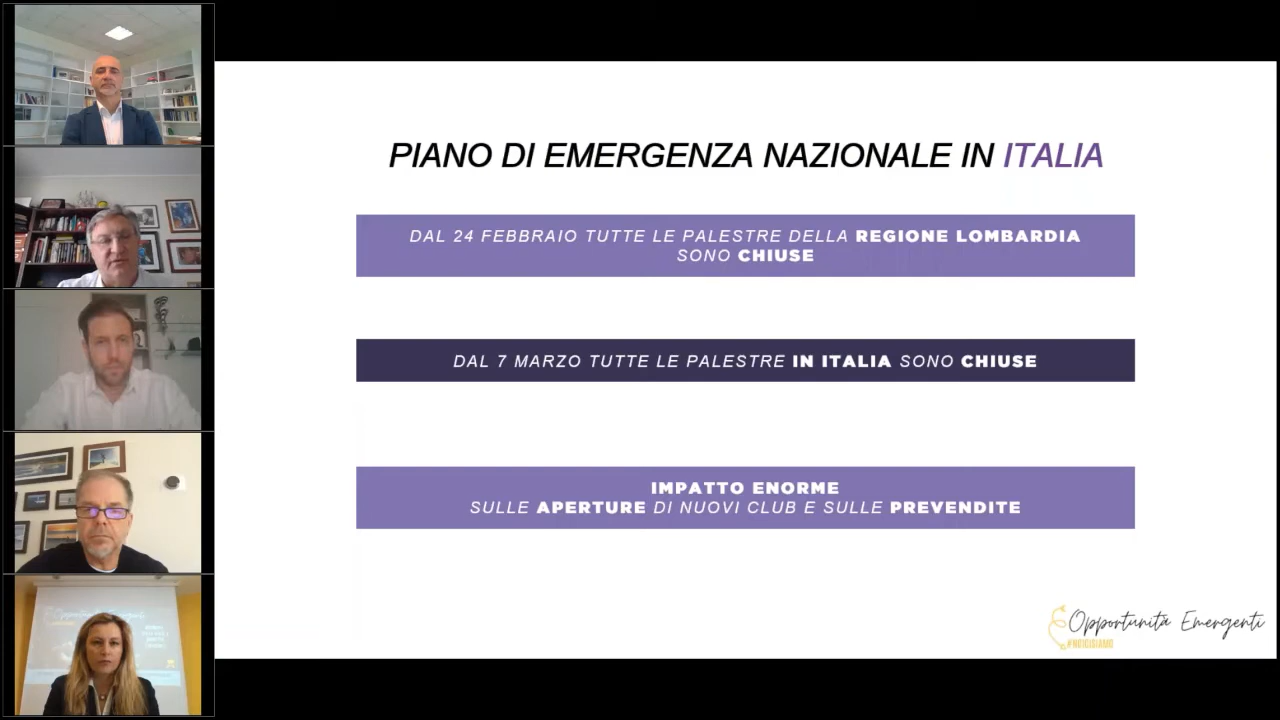 PIANO DI EMERGENZA NAZIONALE IN ITALIA
DAL 24 FEBBRAIO TUTTE LE PALESTRE DELLA REGIONE LOMBARDIA
SONO CHIUSE
DAL 7 MARZO TUTTE LE PALESTRE IN ITALIA SONO CHIUSE
IMPATTO ENORME
SULLE APERTURE DI NUOVI CLUB E SULLE PREVENDITE
Opportunità Emergenti
#NOICISIAMO